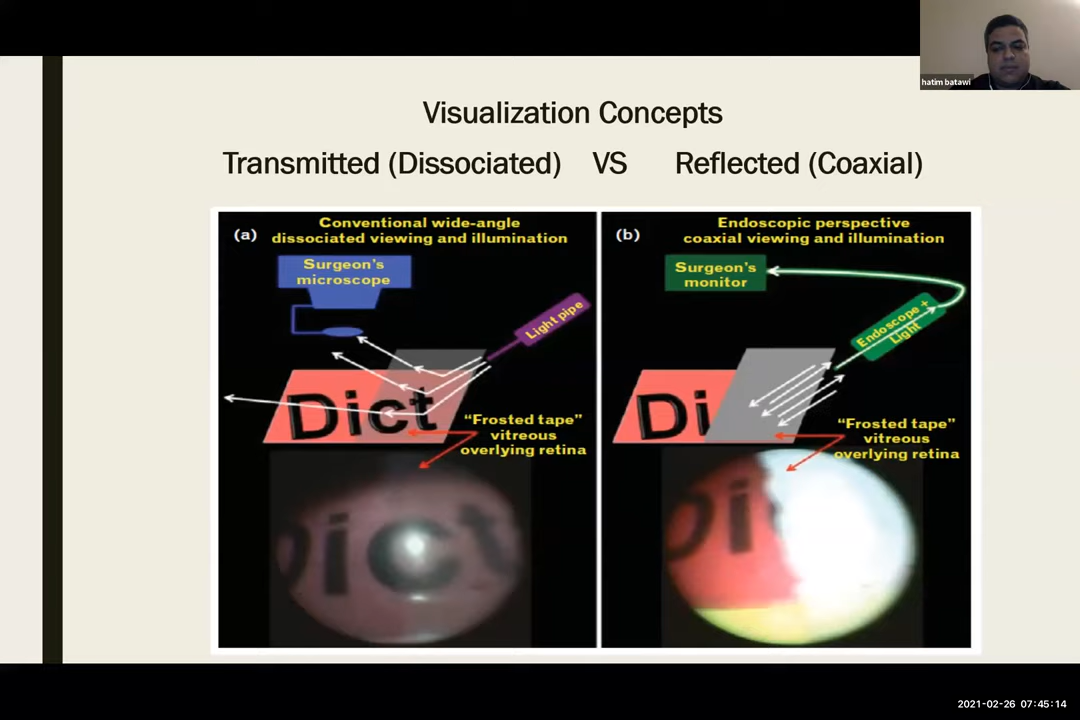 hatim batawi
Visualization Concepts
Transmitted (Dissociated) VS Reflected (Coaxial)
(a) Conventional wide-angle
dissociated viewing and illumination
Surgeon's
microscope
Light pipe
Dict
"Frosted tape"
vitreous
overlying retina
Dict
(b) Endoscopic perspective
coaxial viewing and illumination
Surgeon's
monitor
Endoscope +
Light
Di
"Frosted tape"
vitreous
overlying retina
Di
2021-02-26 07:45:14